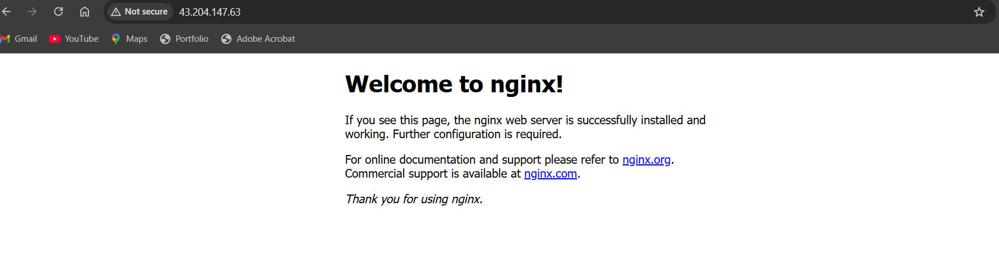 Not secure 43.204.147.63
Gmail YouTube Maps Portfolio Adobe Acrobat
Welcome to nginx!
If you see this page, the nginx web server is successfully installed and
working. Further configuration is required.
For online documentation and support please refer to nginx.org.
Commercial support is available at nginx.com.
Thank you for using nginx.